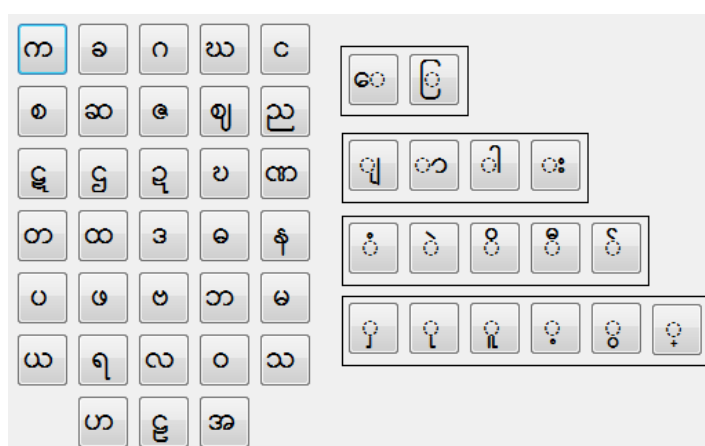 က ခ ဂ ဃ င
စ ဆ ဇ ဈ ည
ဋ ဌ ဍ ဎ ဏ
တ ထ ဒ ဓ န
ပ ဖ ဗ ဘ မ
ယ ရ လ ဝ သ
ဟ ဠ အ
ေ ြ
ျ ာ ါ း
ံ ဲ ိ ီ ်
ှ ု ူ ့ ွ ္